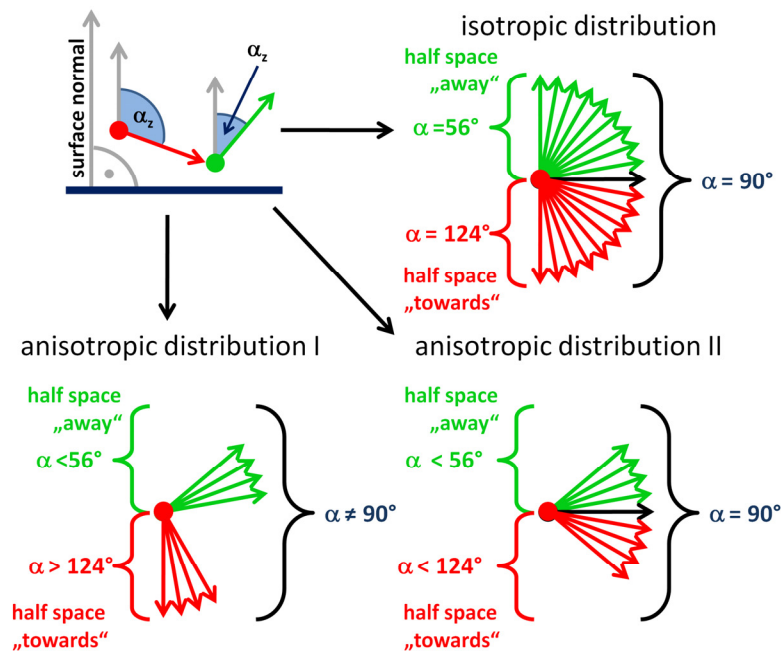 surface normal
αz
αz
isotropic distribution
half space
„away“
α =56°
α = 124°
half space
„towards“
α = 90°
anisotropic distribution I
half space
„away“
α <56°
α > 124°
half space
„towards“
α ≠ 90°
anisotropic distribution II
half space
„away“
α < 56°
α < 124°
half space
„towards“
α = 90°